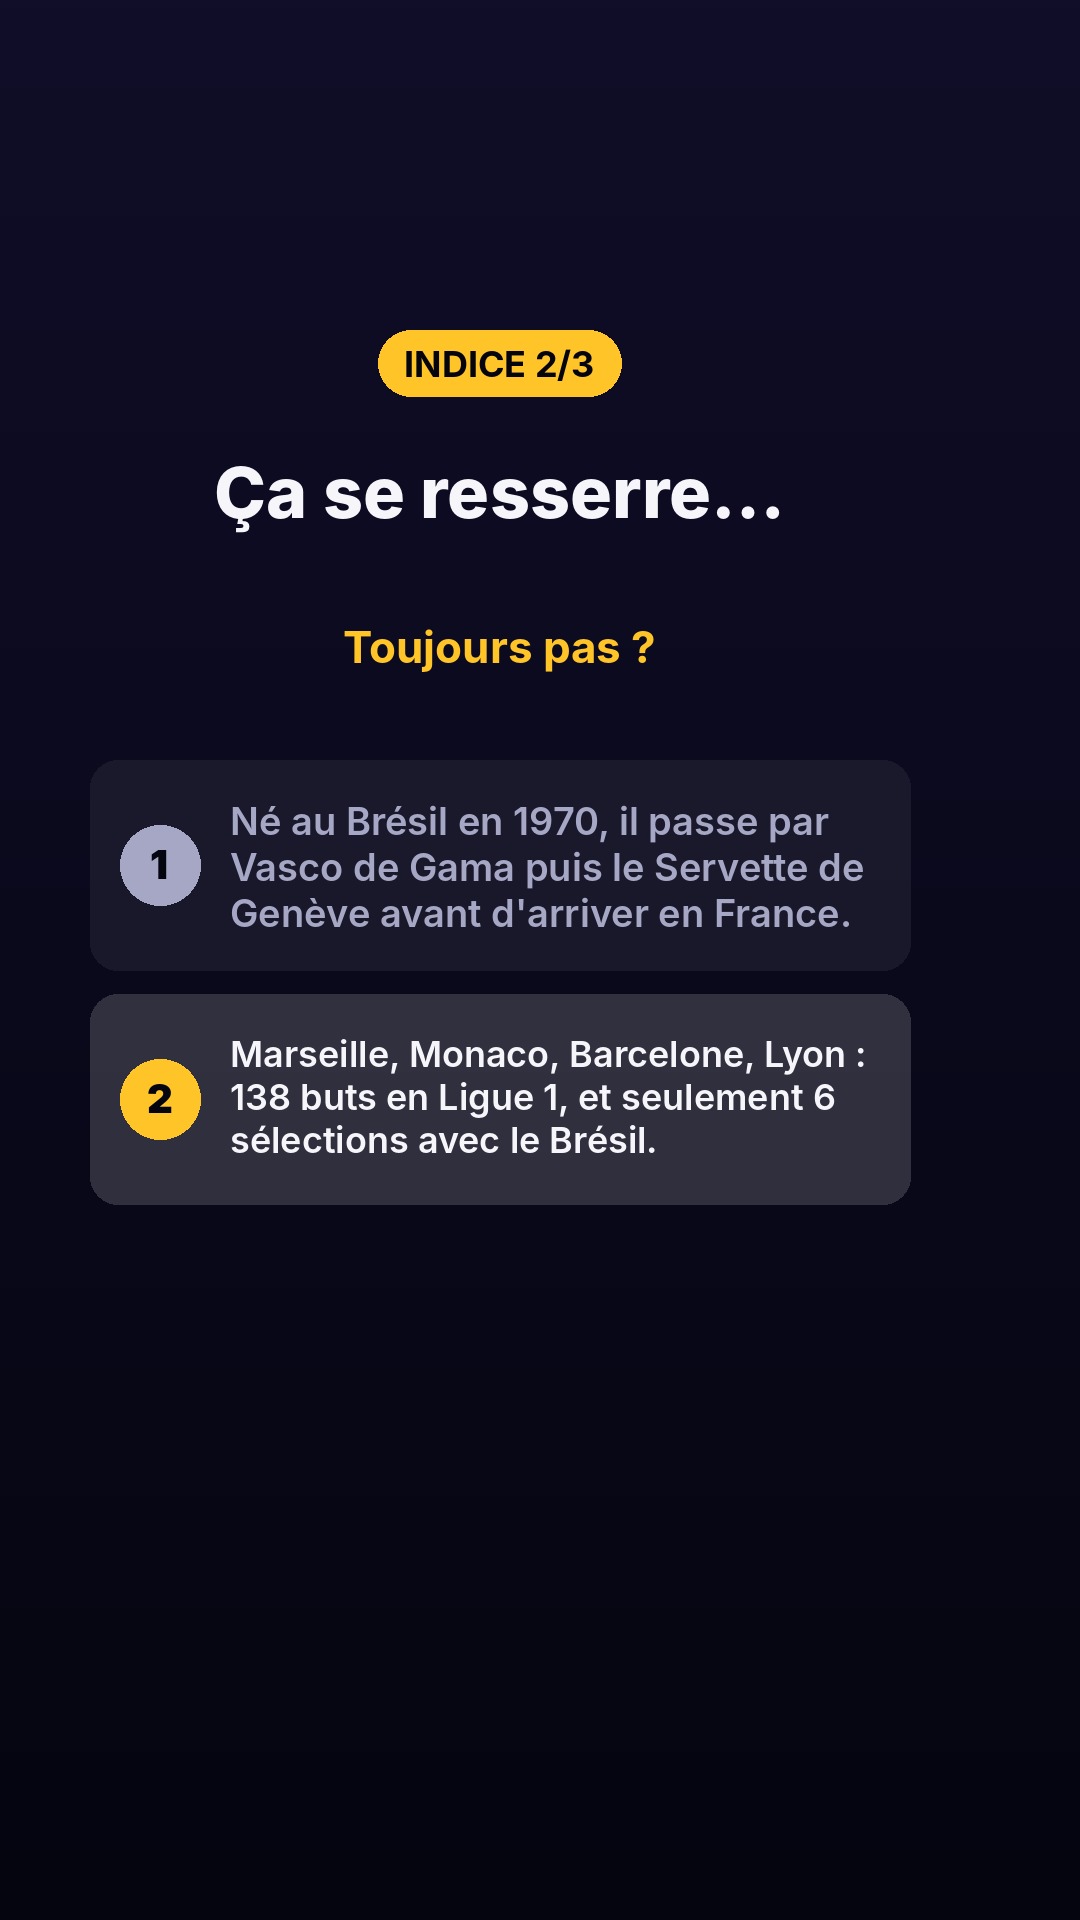 INDICE 2/3
Ça se resserre...
Toujours pas ?
1
Né au Brésil en 1970, il passe par
Vasco de Gama puis le Servette de
Genève avant d'arriver en France.
2
Marseille, Monaco, Barcelone, Lyon :
138 buts en Ligue 1, et seulement 6
sélections avec le Brésil.